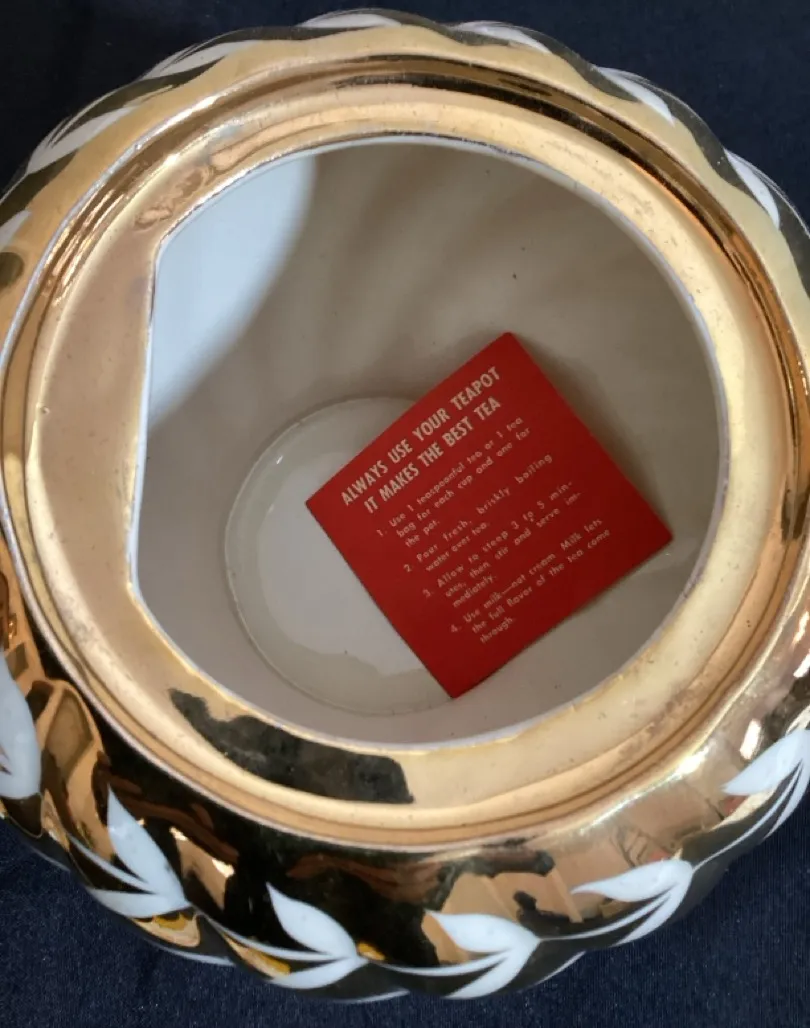 ALWAYS USE YOUR TEAPOT
IT MAKES THE BEST TEA
1. Use 1 teaspoonful tea or 1 tea
bag for each cup and one for
the pot.
2. Pour fresh, briskly boiling
water over tea.
3. Allow to steep 3 to 5 min-
utes, then stir and serve im-
mediately.
4. Use milk—not cream. Milk lets
the full flavor of the tea come
through.